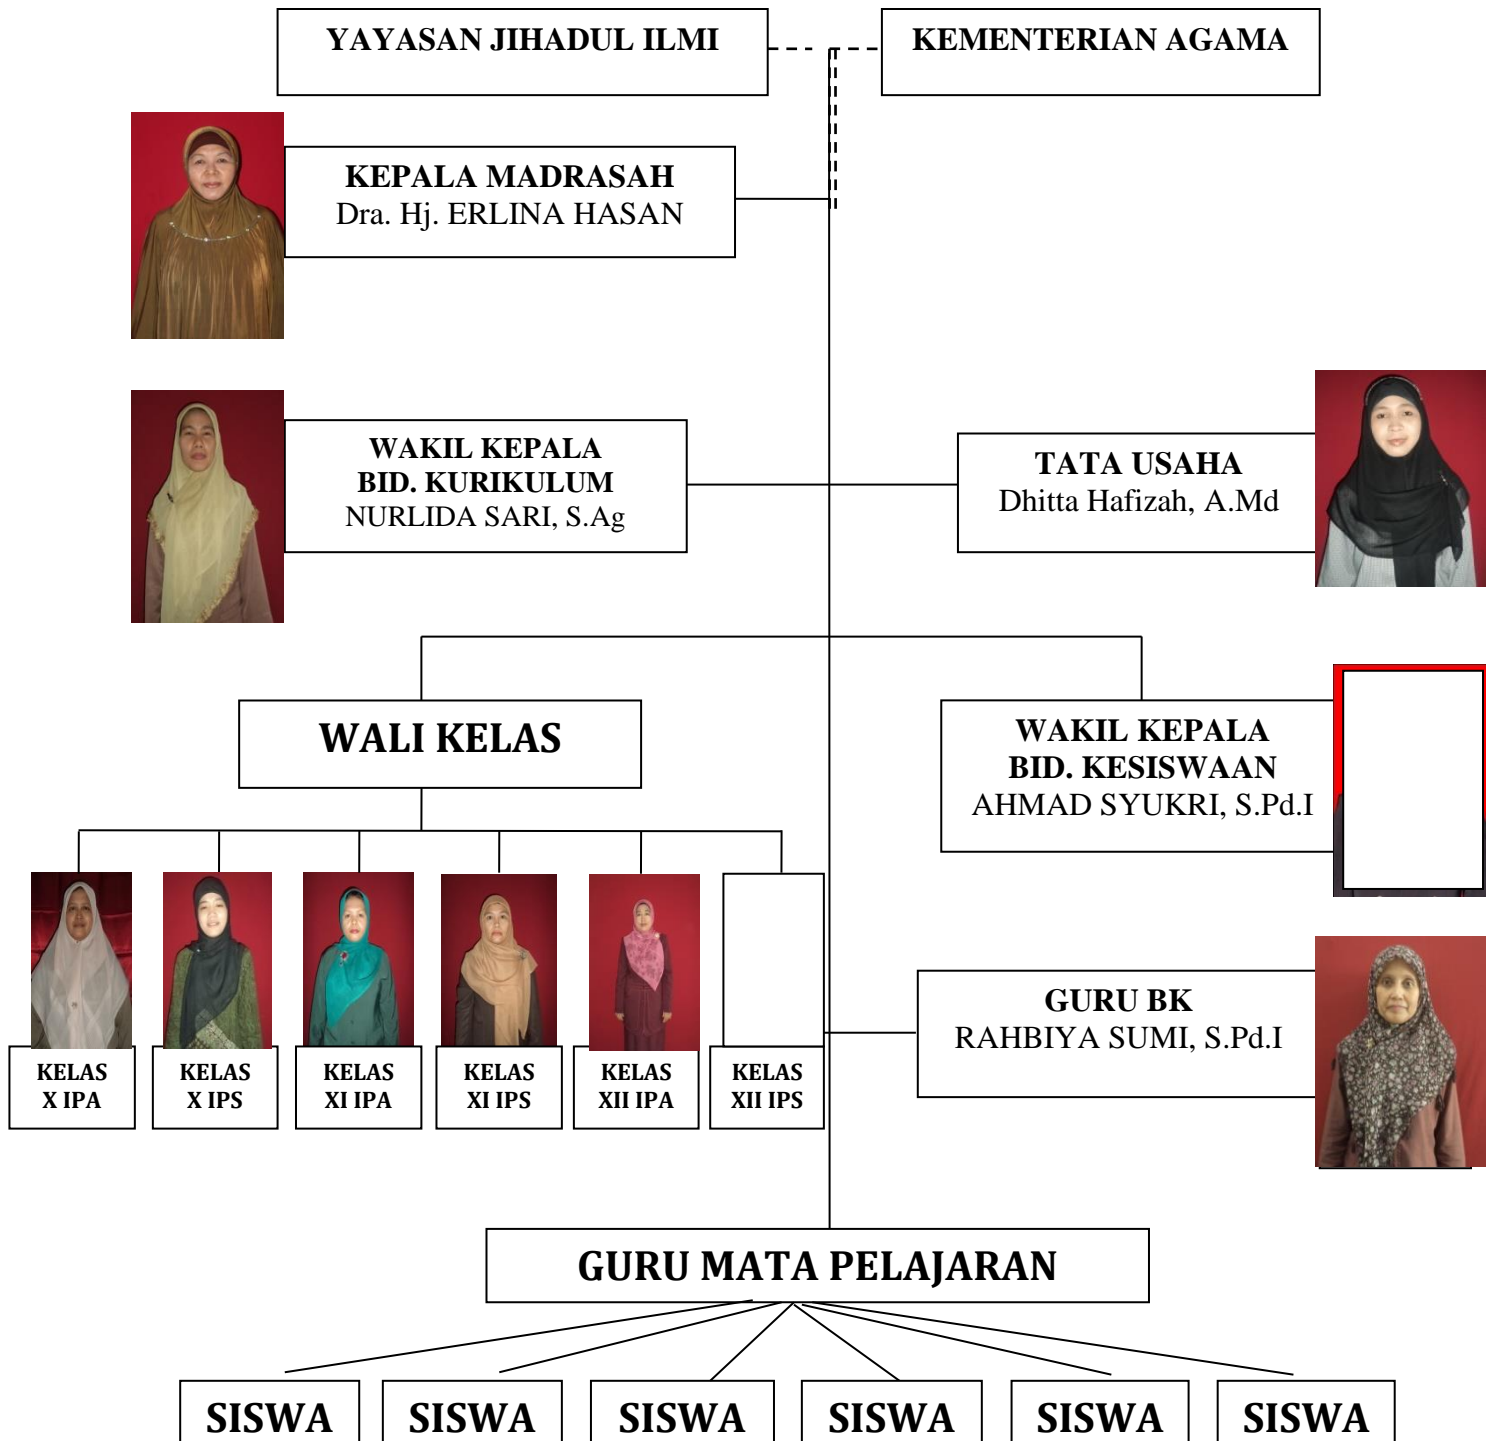 YAYASAN JIHADUL ILMI
KEMENTERIAN AGAMA
KEPALA MADRASAH
Dra. Hj. ERLINA HASAN
WAKIL KEPALA
BID. KURIKULUM
NURLIDA SARI, S.Ag
TATA USAHA
Dhitta Hafizah, A.Md
WALI KELAS
WAKIL KEPALA
BID. KESISWAAN
AHMAD SYUKRI, S.Pd.I
KELAS
X IPA
KELAS
X IPS
KELAS
XI IPA
KELAS
XI IPS
KELAS
XII IPA
KELAS
XII IPS
GURU BK
RAHBIYA SUMI, S.Pd.I
GURU MATA PELAJARAN
SISWA
SISWA
SISWA
SISWA
SISWA
SISWA